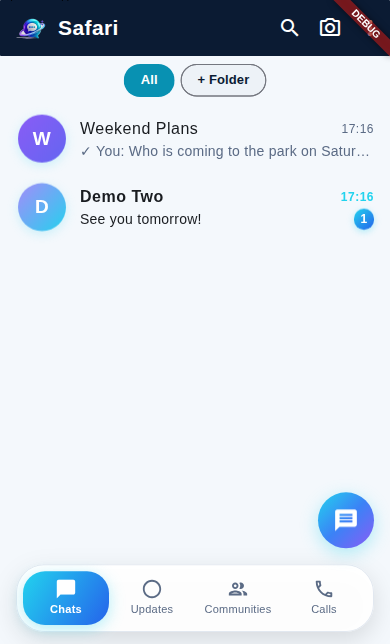 Safari
DEBUG
All
+ Folder
W
Weekend Plans
17:16
✓ You: Who is coming to the park on Satur…
D
Demo Two
17:16
See you tomorrow!
1
Chats
Updates
Communities
Calls